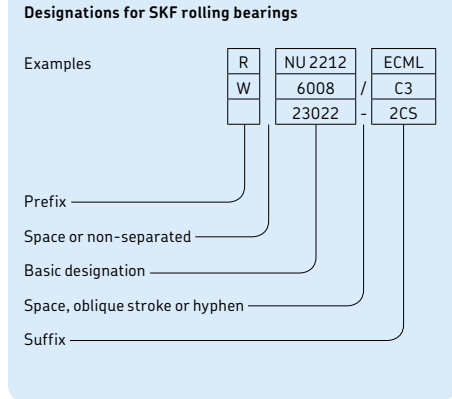 Designations for SKF rolling bearings
Examples R NU 2212 ECML
W 6008 / C3
23022 - 2CS
Prefix
Space or non-separated
Basic designation
Space, oblique stroke or hyphen
Suffix